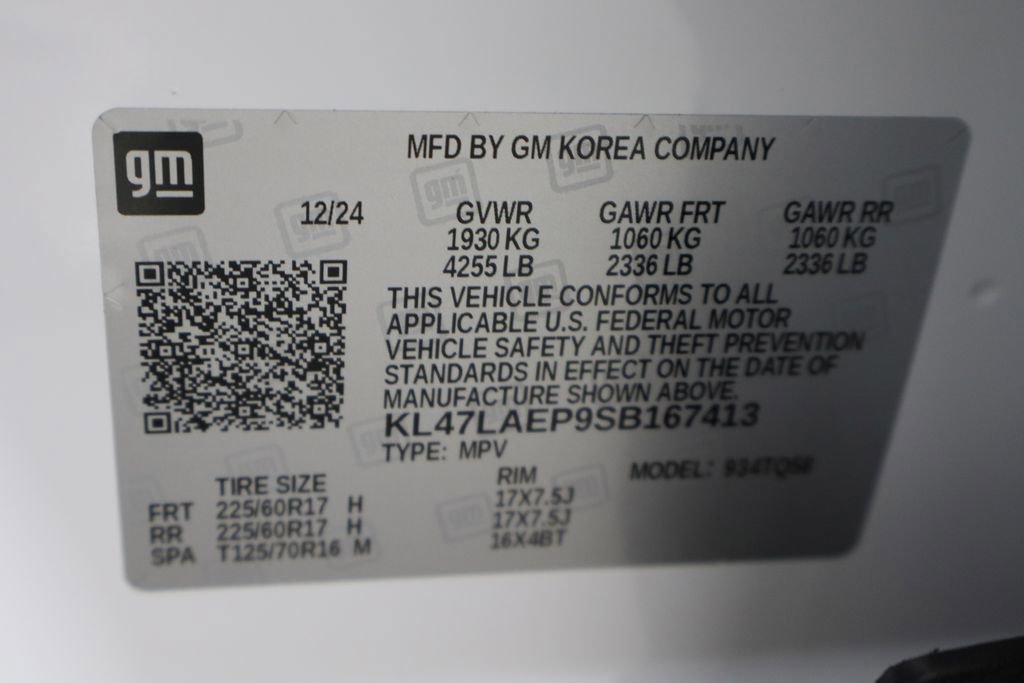 gm
MFD BY GM KOREA COMPANY
12/24 GVWR GAWR FRT GAWR RR
1930 KG 1060 KG 1060 KG
4255 LB 2336 LB 2336 LB
THIS VEHICLE CONFORMS TO ALL
APPLICABLE U.S. FEDERAL MOTOR
VEHICLE SAFETY AND THEFT PREVENTION
STANDARDS IN EFFECT ON THE DATE OF
MANUFACTURE SHOWN ABOVE.
KL47LAEP9SB167413
TYPE: MPV
TIRE SIZE RIM MODEL:
FRT 225/60R17 H 17X7.5J
RR 225/60R17 H 17X7.5J
SPA T125/70R16 M 16X4BT